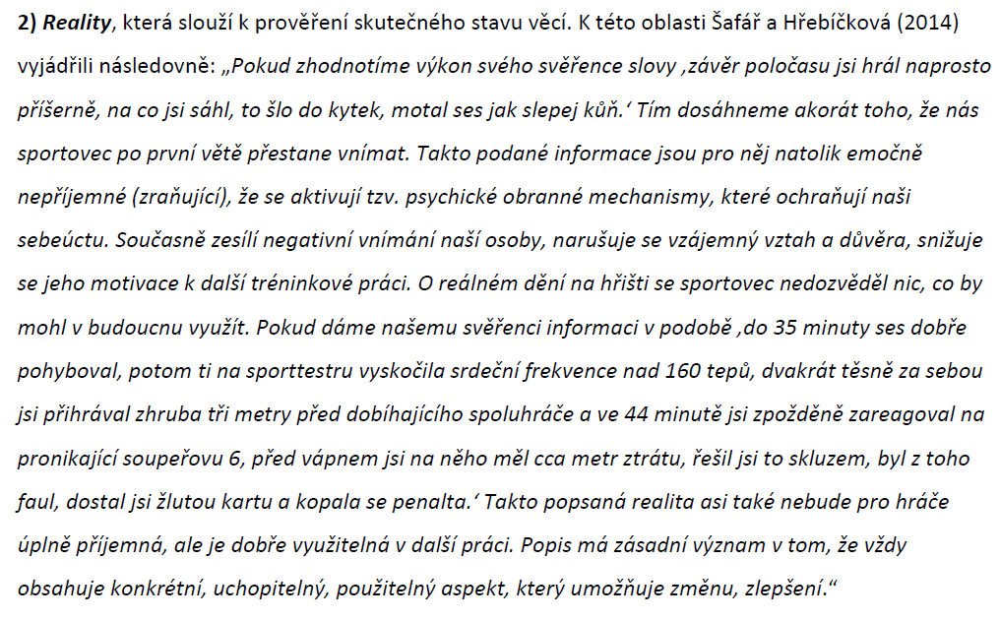 2) Reality, která slouží k prověření skutečného stavu věcí. K této oblasti Šafář a Hřebíčková (2014)
vyjádřili následovně: „Pokud zhodnotíme výkon svého svěřence slovy ‚závěr poločasu jsi hrál naprosto
příšerně, na co jsi sáhl, to šlo do kytek, motal ses jak slepej kůň.‘ Tím dosáhneme akorát toho, že nás
sportovec po první větě přestane vnímat. Takto podané informace jsou pro něj natolik emočně
nepříjemné (zraňující), že se aktivují tzv. psychické obranné mechanismy, které ochraňují naši
sebeúctu. Současně zesílí negativní vnímání naší osoby, narušuje se vzájemný vztah a důvěra, snižuje
se jeho motivace k další tréninkové práci. O reálném dění na hřišti se sportovec nedozvěděl nic, co by
mohl v budoucnu využít. Pokud dáme našemu svěřenci informaci v podobě ‚do 35 minuty ses dobře
pohyboval, potom ti na sporttestru vyskočila srdeční frekvence nad 160 tepů, dvakrát těsně za sebou
jsi přihrával zhruba tři metry před dobíhajícího spoluhráče a ve 44 minutě jsi zpožděně zareagoval na
pronikající soupeřovu 6, před vápnem jsi na něho měl cca metr ztrátu, řešil jsi to skluzem, byl z toho
faul, dostal jsi žlutou kartu a kopala se penalta.‘ Takto popsaná realita asi také nebude pro hráče
úplně příjemná, ale je dobře využitelná v další práci. Popis má zásadní význam v tom, že vždy
obsahuje konkrétní, uchopitelný, použitelný aspekt, který umožňuje změnu, zlepšení.“